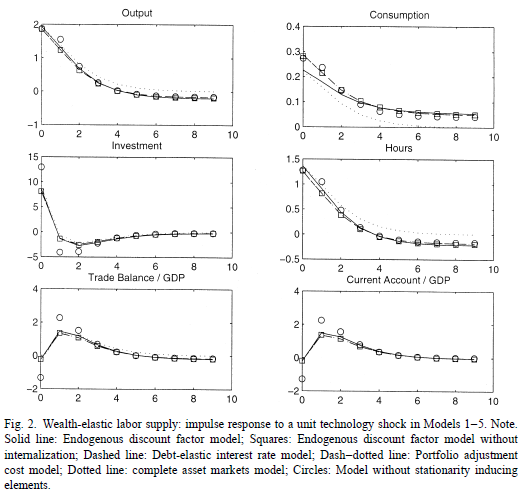 Output
Consumption
2
1
0
−1
0 2 4 6 8 10
0.4
0.3
0.2
0.1
0
0 2 4 6 8 10
Investment
Hours
15
10
5
0
−5
0 2 4 6 8 10
1.5
1
0.5
0
−0.5
0 2 4 6 8 10
Trade Balance / GDP
Current Account / GDP
4
2
0
−2
0 2 4 6 8 10
4
2
0
−2
0 2 4 6 8 10
Fig. 2. Wealth-elastic labor supply: impulse response to a unit technology shock in Models 1–5. Note.
Solid line: Endogenous discount factor model; Squares: Endogenous discount factor model without
internalization; Dashed line: Debt-elastic interest rate model; Dash–dotted line: Portfolio adjustment
cost model; Dotted line: complete asset markets model; Circles: Model without stationarity inducing
elements.